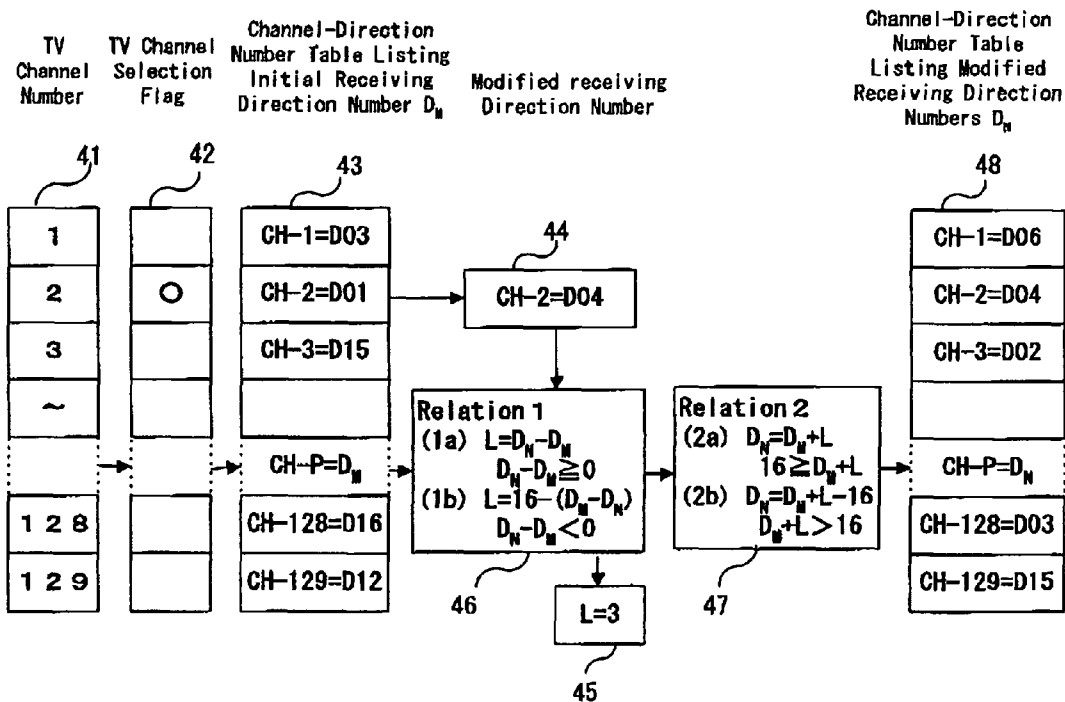 TV
Channel
Number
TV Channel
Selection
Flag
Channel-Direction
Number Table Listing
Initial Receiving
Direction Number D_M
Modified receiving
Direction Number
Channel-Direction
Number Table
Listing Modified
Receiving Direction
Numbers D_N
41
42
43
44
48
1
2
3
~
128
129
O
CH-1=D03
CH-2=D01
CH-3=D15
CH-P=D_M
CH-128=D16
CH-129=D12
CH-2=D04
Relation 1
(1a) L=D_N-D_M
D_N-D_M≧0
(1b) L=16-(D_M-D_N)
D_N-D_M<0
46
L=3
45
Relation 2
(2a) D_N=D_M+L
16≧D_M+L
(2b) D_N=D_M+L-16
D_M+L>16
47
CH-1=D06
CH-2=D04
CH-3=D02
CH-P=D_N
CH-128=D03
CH-129=D15